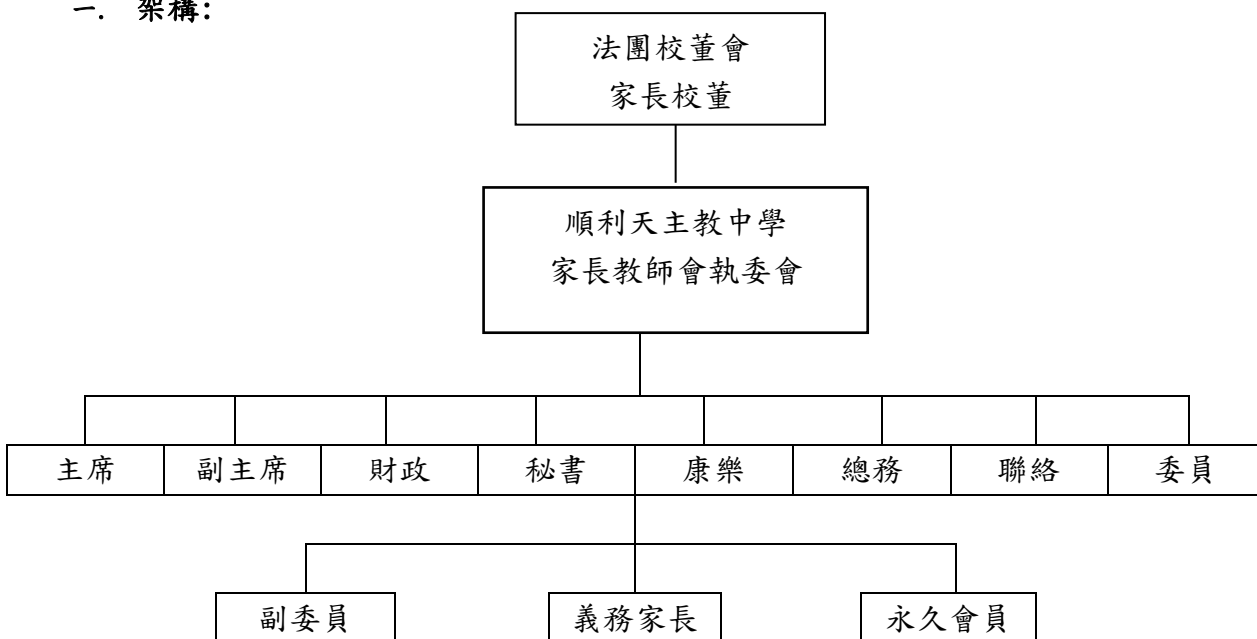 一. 架構:
法團校董會
家長校董
順利天主教中學
家長教師會執委會
主席 副主席 財政 秘書 康樂 總務 聯絡 委員
副委員 義務家長 永久會員